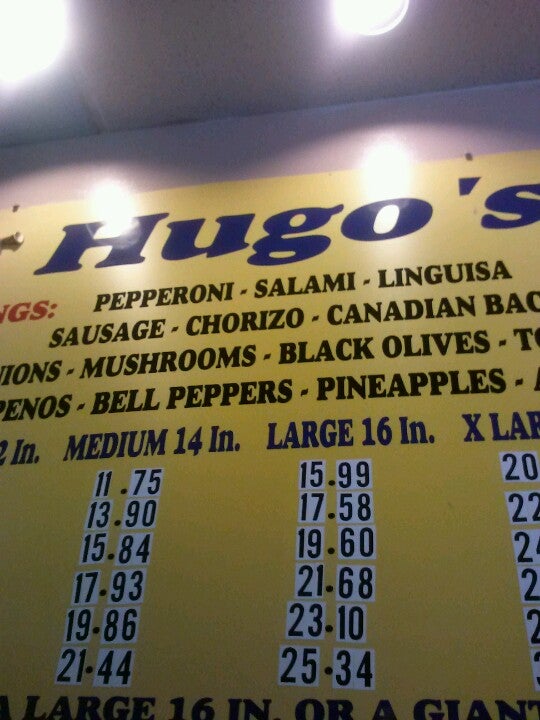 Hugo's
NGS: PEPPERONI - SALAMI - LINGUISA
SAUSAGE - CHORIZO - CANADIAN BAC
NIONS - MUSHROOMS - BLACK OLIVES - TO
PENOS - BELL PEPPERS - PINEAPPLES - A
2 In. MEDIUM 14 In. LARGE 16 In. X LAR
11.75 15.99 20
13.90 17.58 22
15.84 19.60 24
17.93 21.68 2
19.86 23.10 2
21.44 25.34
A LARGE 16 IN. OR A GIANT